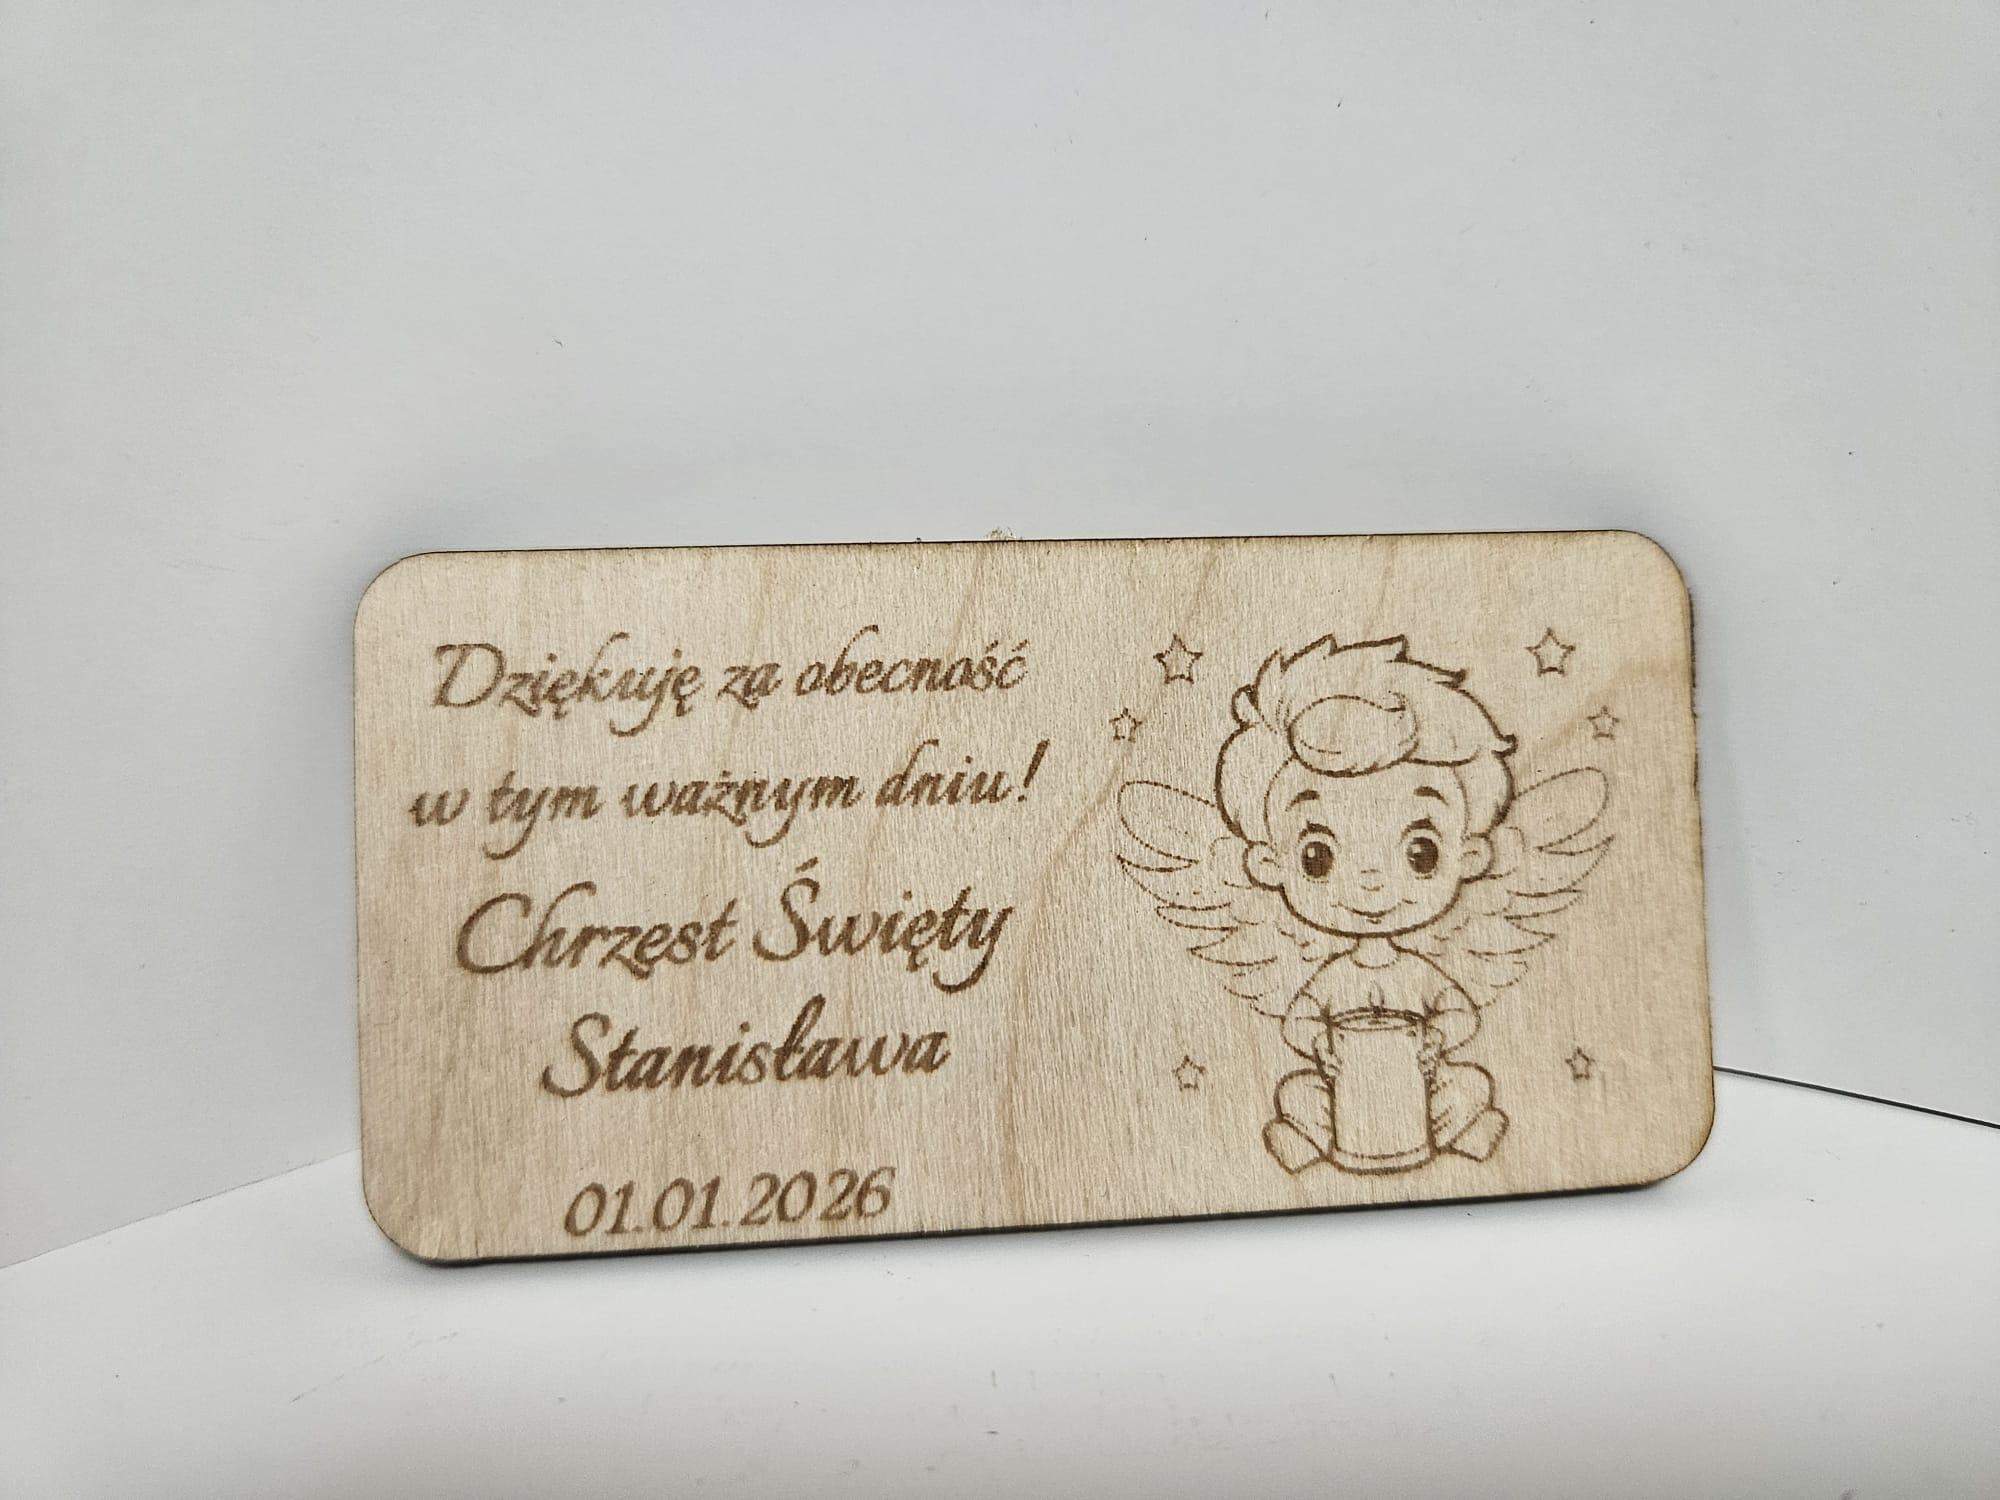 Dziękuję za obecność
w tym ważnym dniu!
Chrzest Święty
Stanisława
01.01.2026